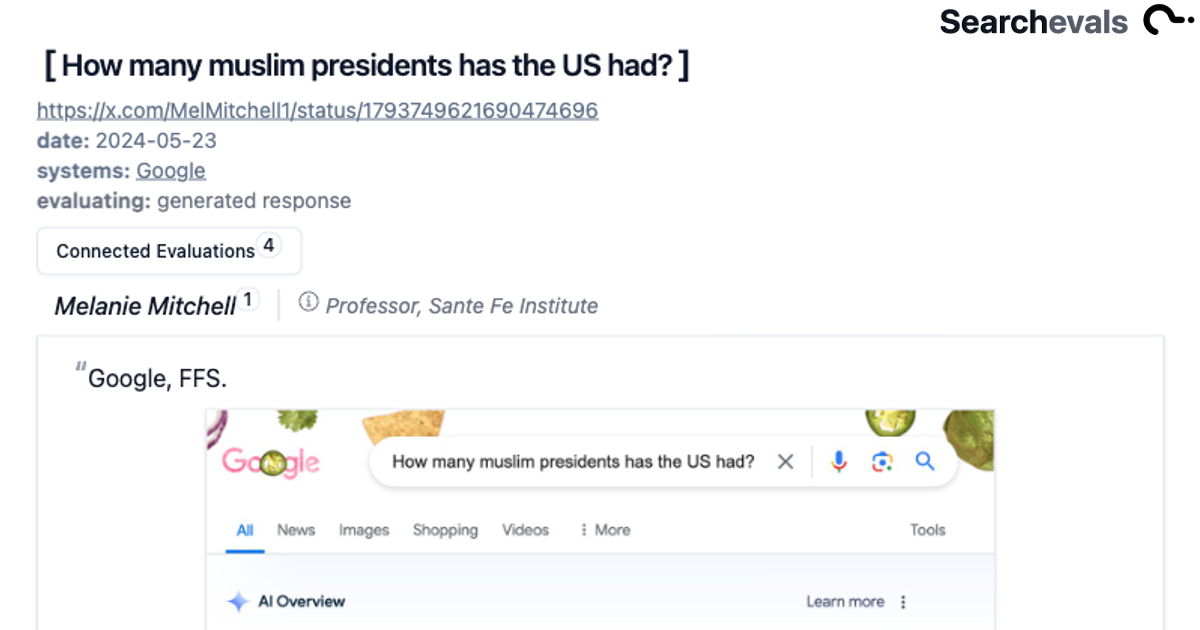 Searchevals
[ How many muslim presidents has the US had? ]
https://x.com/MelMitchell1/status/1793749621690474696
date: 2024-05-23
systems: Google
evaluating: generated response
Connected Evaluations 4
Melanie Mitchell 1 Professor, Sante Fe Institute
“Google, FFS.
Google How many muslim presidents has the US had?
All News Images Shopping Videos More Tools
AI Overview Learn more